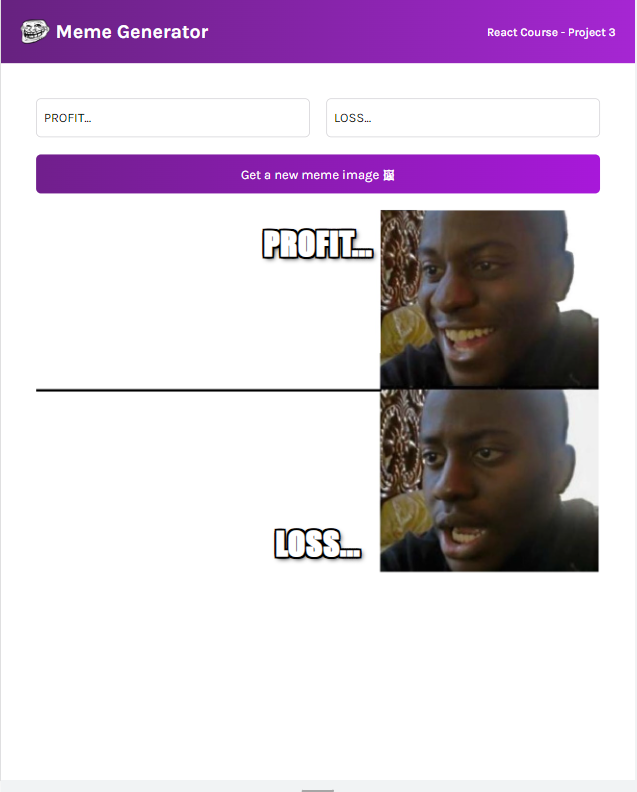 Meme Generator
React Course - Project 3
PROFIT...
LOSS...
Get a new meme image 🖼
PROFIT...
LOSS...